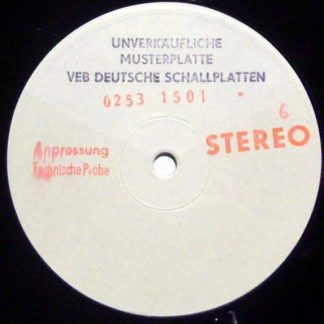 UNVERKÄUFLICHE
MUSTERPLATTE
VEB DEUTSCHE SCHALLPLATTEN
0253 1501
6
STEREO
Anpressung
Technische Probe